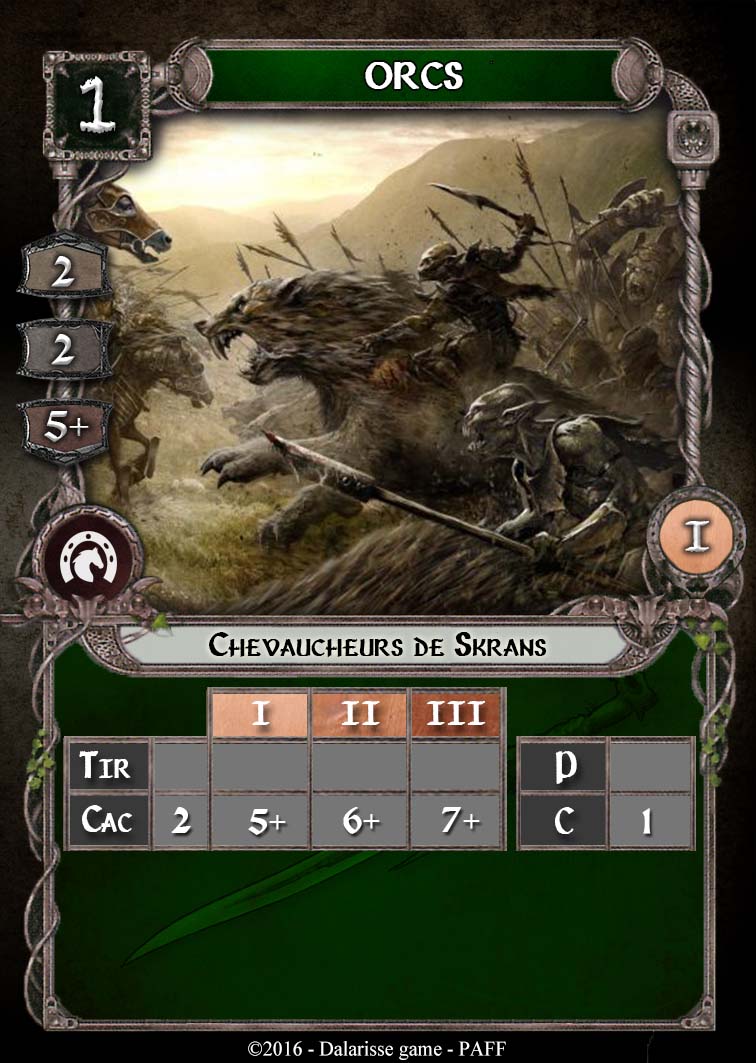 ORCS
1
2
2
5+
I
Chevaucheurs de Skrans
I II III
Tir P
Cac 2 5+ 6+ 7+ C 1
©2016 - Dalarisse game - PAFF